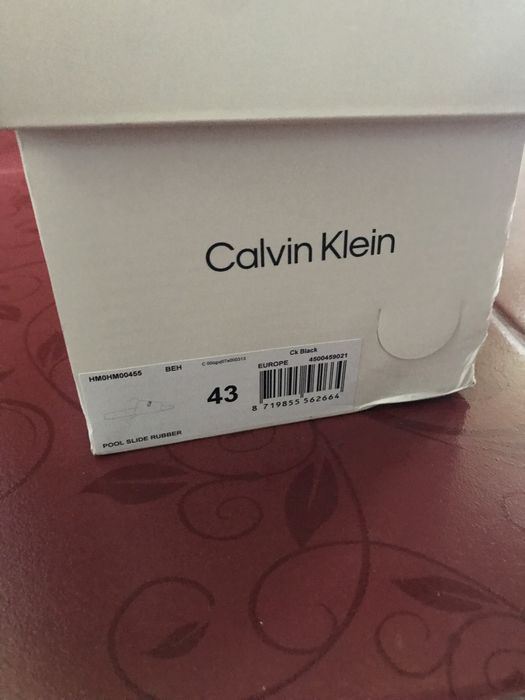 Calvin Klein
Ck Black
HM0HM00455 BEH EUROPE 4500459021
43
8 719855 562664
POOL SLIDE RUBBER